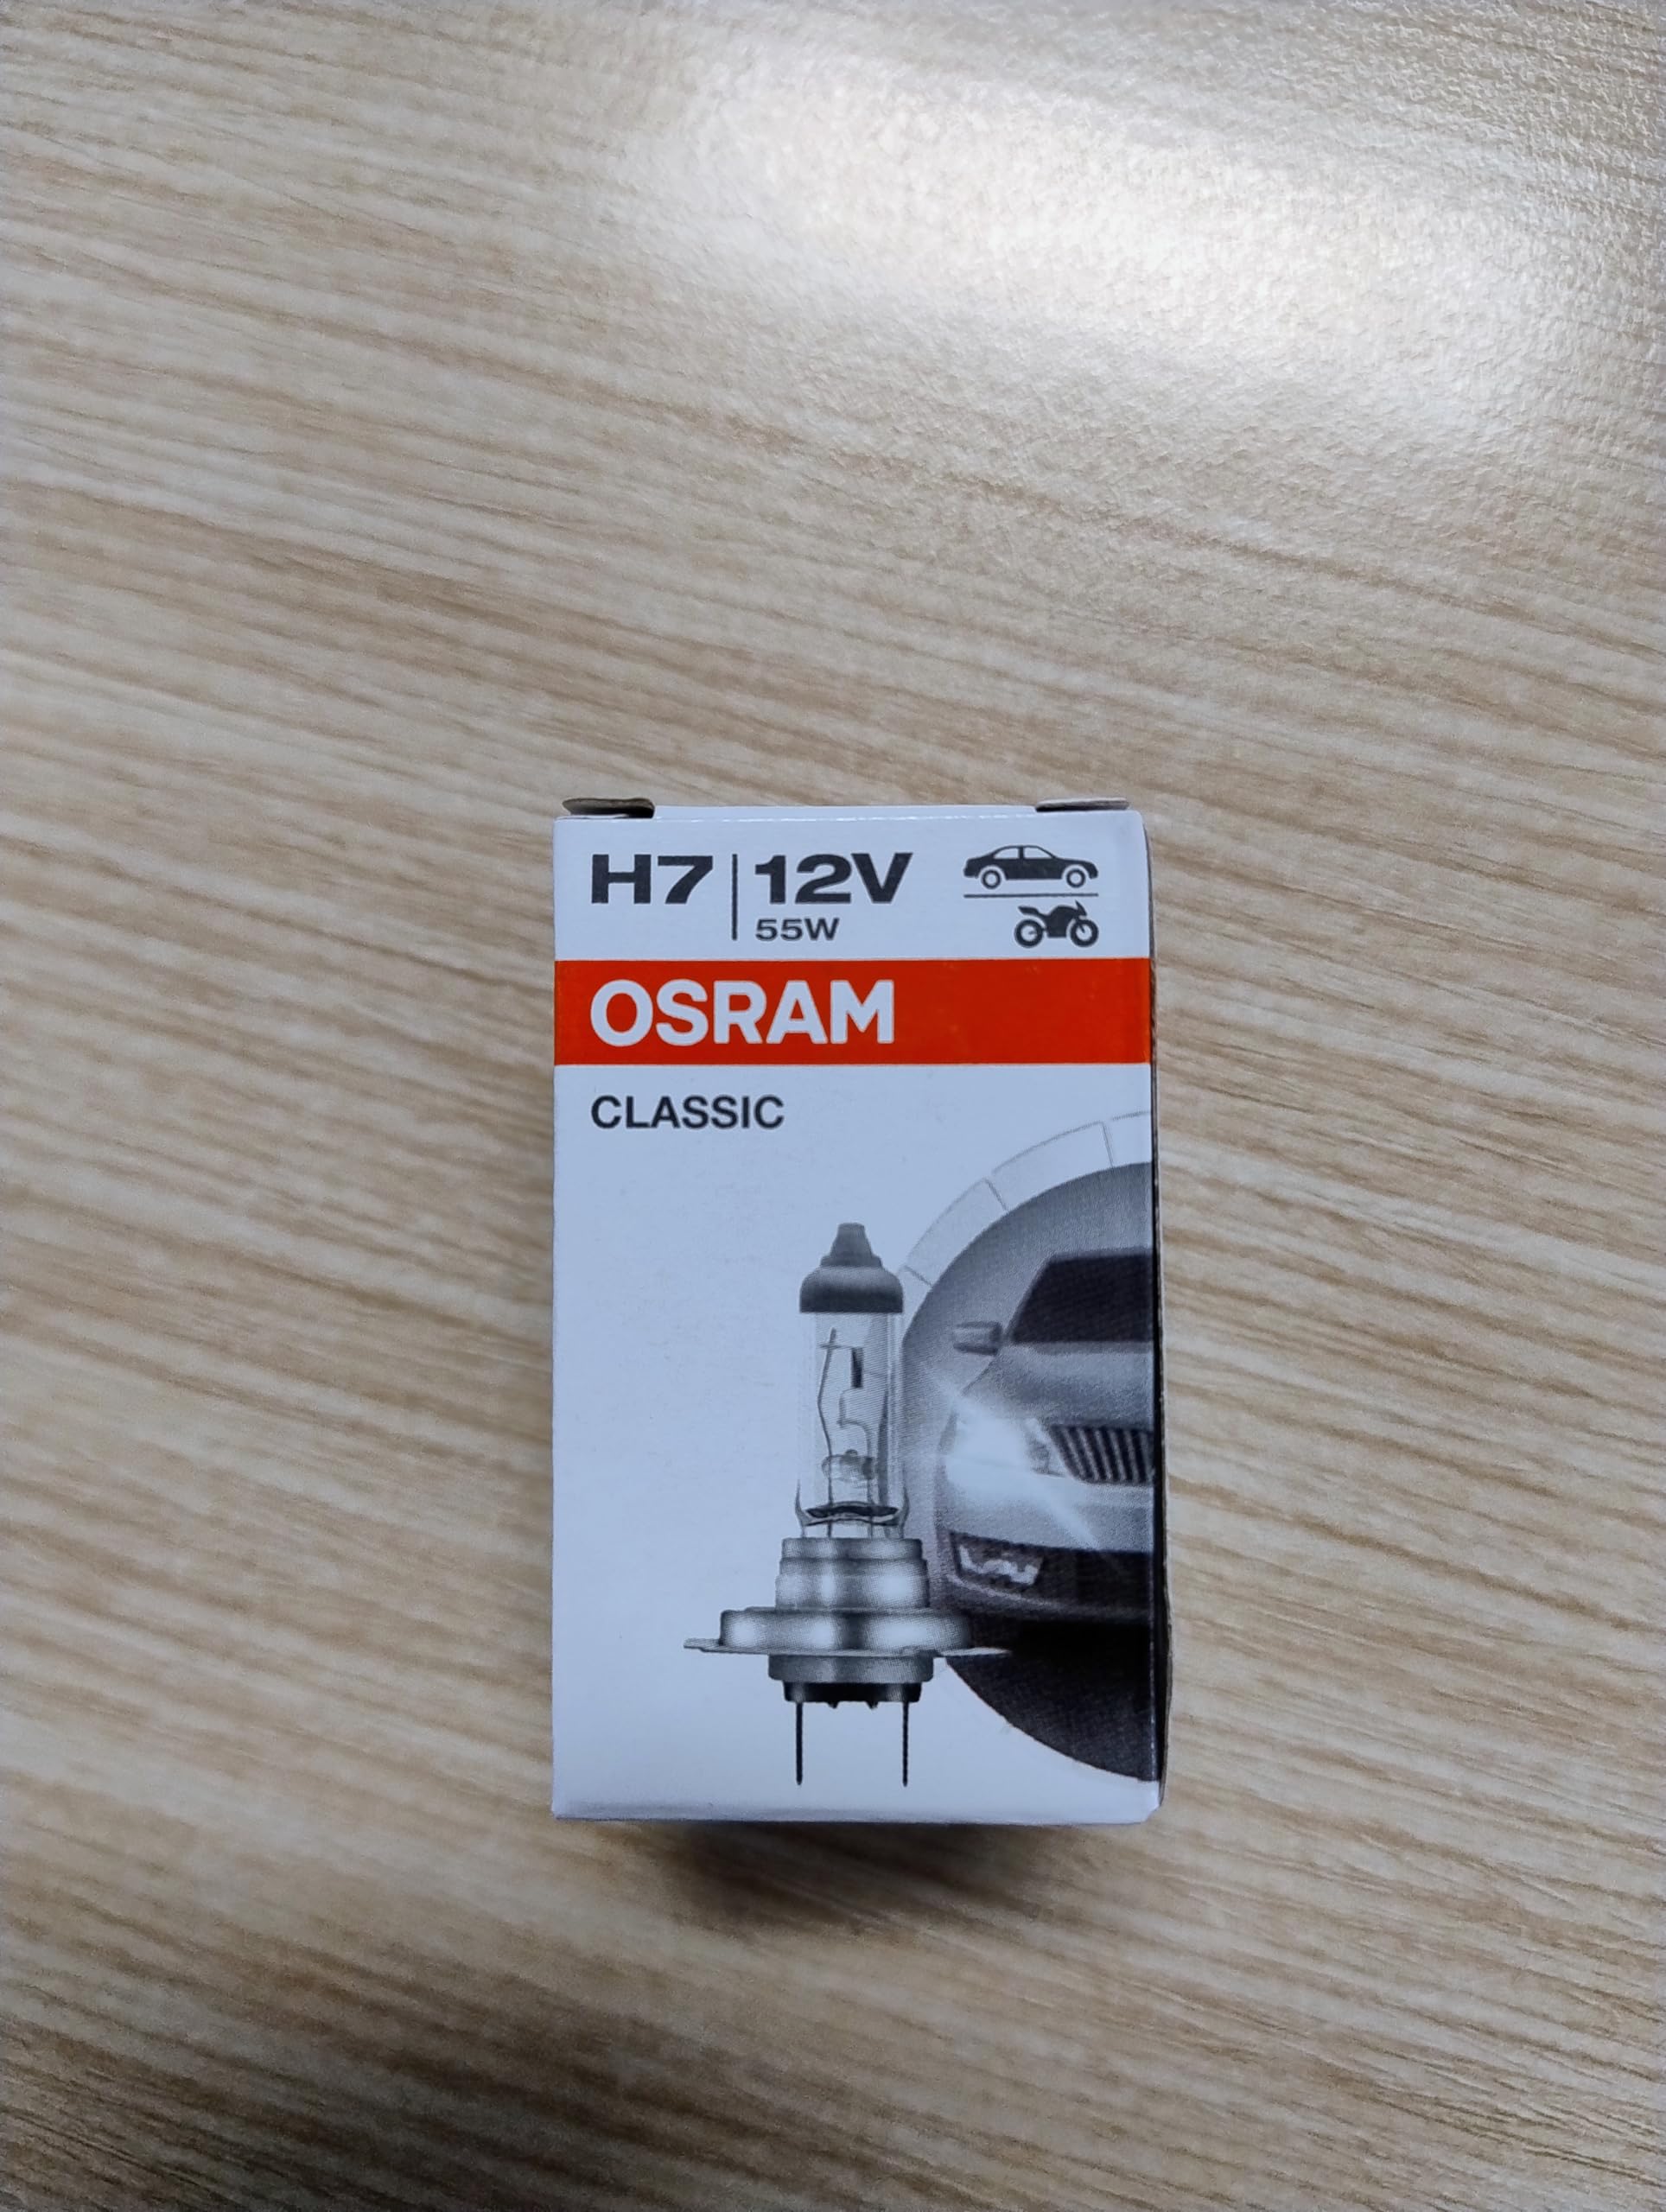 H7 | 12V
55W
OSRAM
CLASSIC